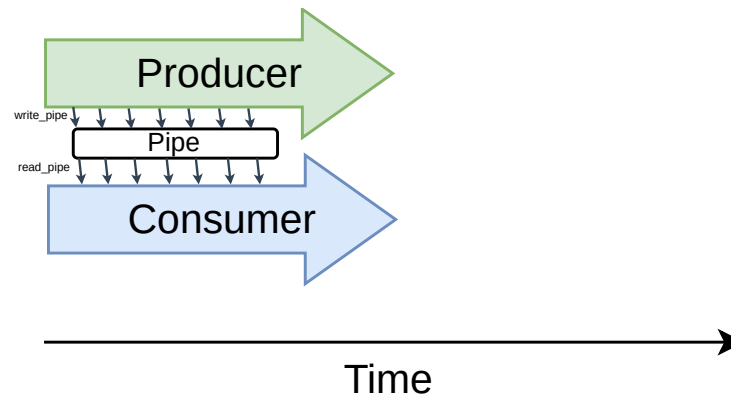 Producer
write_pipe
Pipe
read_pipe
Consumer
Time